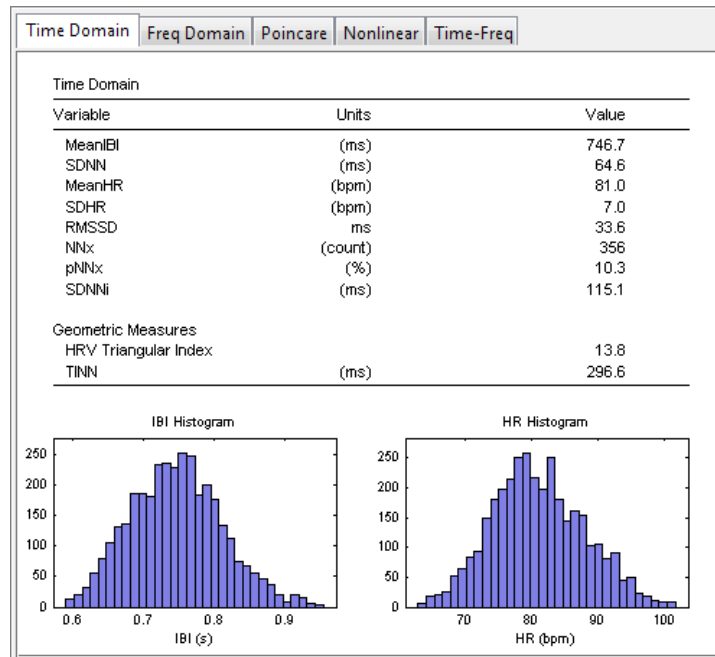 Time Domain Freq Domain Poincare Nonlinear Time-Freq
Time Domain
Variable Units Value
MeanIBI (ms) 746.7
SDNN (ms) 64.6
MeanHR (bpm) 81.0
SDHR (bpm) 7.0
RMSSD ms 33.6
NNx (count) 356
pNNx (%) 10.3
SDNNi (ms) 115.1
Geometric Measures
HRV Triangular Index 13.8
TINN (ms) 296.6
IBI Histogram HR Histogram
250 250
200 200
150 150
100 100
50 50
0 0
0.6 0.7 0.8 0.9 70 80 90 100
IBI (s) HR (bpm)